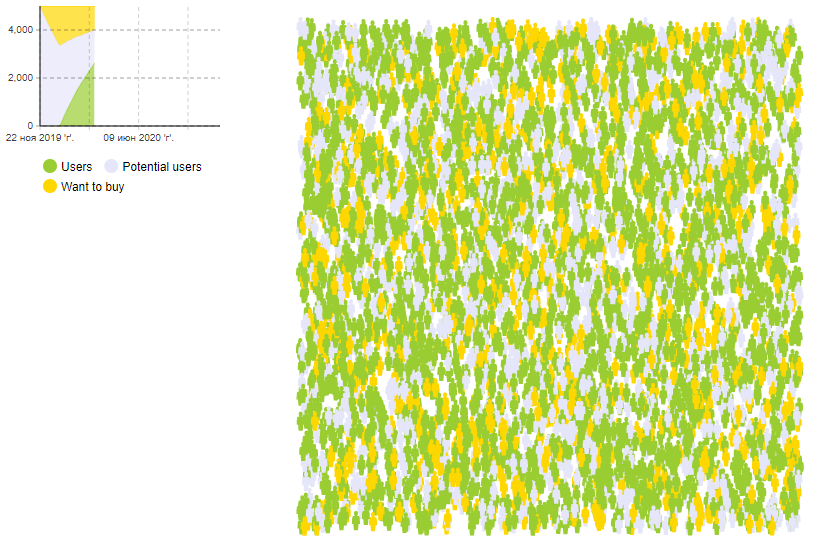 4,000
2,000
0
22 ноя 2019 'г'. 09 июн 2020 'г'.
Users Potential users
Want to buy